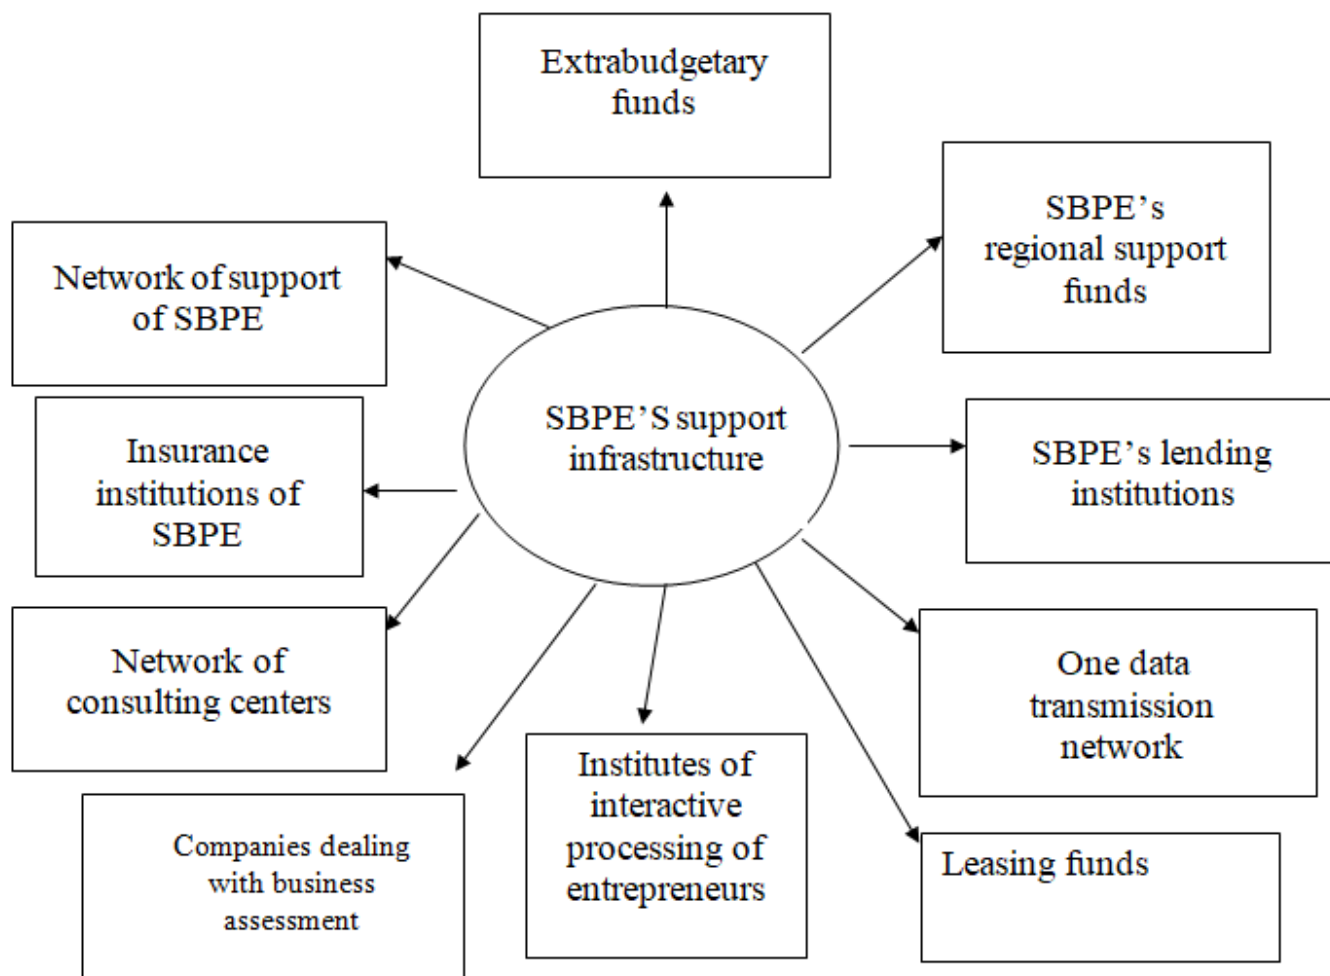 Extrabudgetary
funds
SBPE’s
regional support
funds
Network of support
of SBPE
SBPE’S support
infrastructure
Insurance
institutions of
SBPE
SBPE’s lending
institutions
Network of
consulting centers
One data
transmission
network
Institutes of
interactive
processing of
entrepreneurs
Companies dealing
with business
assessment
Leasing funds